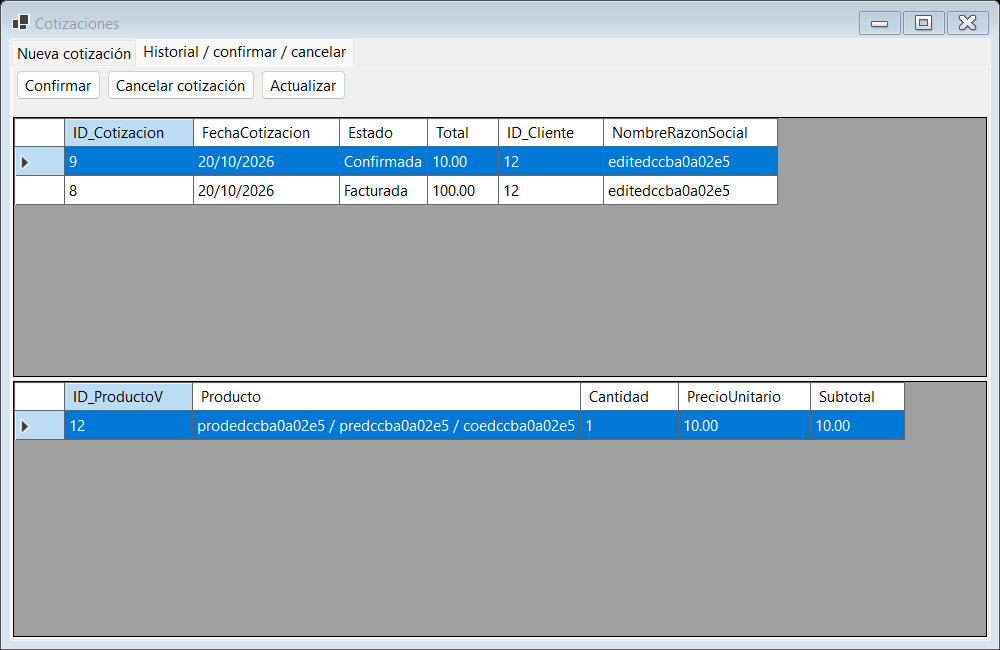 Cotizaciones
Nueva cotización Historial / confirmar / cancelar
Confirmar Cancelar cotización Actualizar
ID_Cotizacion FechaCotizacion Estado Total ID_Cliente NombreRazonSocial
9 20/10/2026 Confirmada 10.00 12 editedccba0a02e5
8 20/10/2026 Facturada 100.00 12 editedccba0a02e5
ID_ProductoV Producto Cantidad PrecioUnitario Subtotal
12 prodedccba0a02e5 / predccba0a02e5 / coedccba0a02e5 1 10.00 10.00